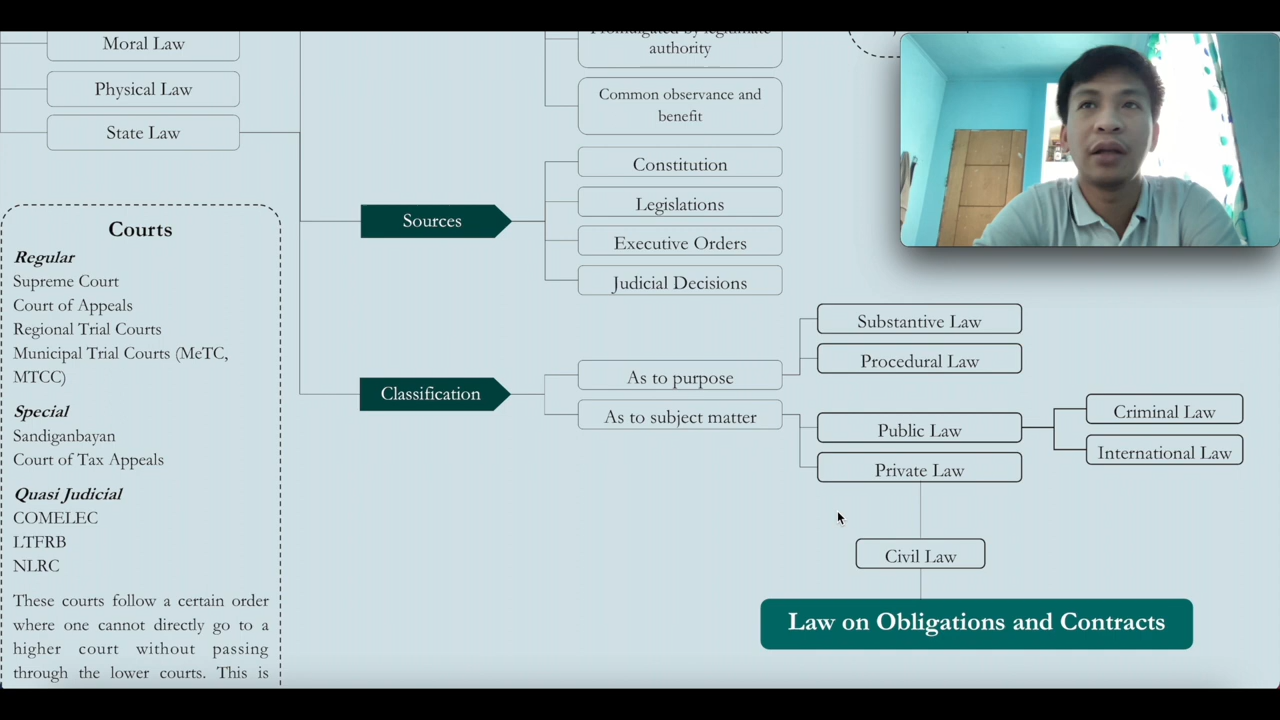 Moral Law
Physical Law
State Law
Promulgated by legitimate
authority
Common observance and
benefit
Sources
Constitution
Legislations
Executive Orders
Judicial Decisions
Courts
Regular
Supreme Court
Court of Appeals
Regional Trial Courts
Municipal Trial Courts (MeTC,
MTCC)
Special
Sandiganbayan
Court of Tax Appeals
Quasi Judicial
COMELEC
LTFRB
NLRC
These courts follow a certain order
where one cannot directly go to a
higher court without passing
through the lower courts. This is
Classification
As to purpose
As to subject matter
Substantive Law
Procedural Law
Public Law
Private Law
Criminal Law
International Law
Civil Law
Law on Obligations and Contracts